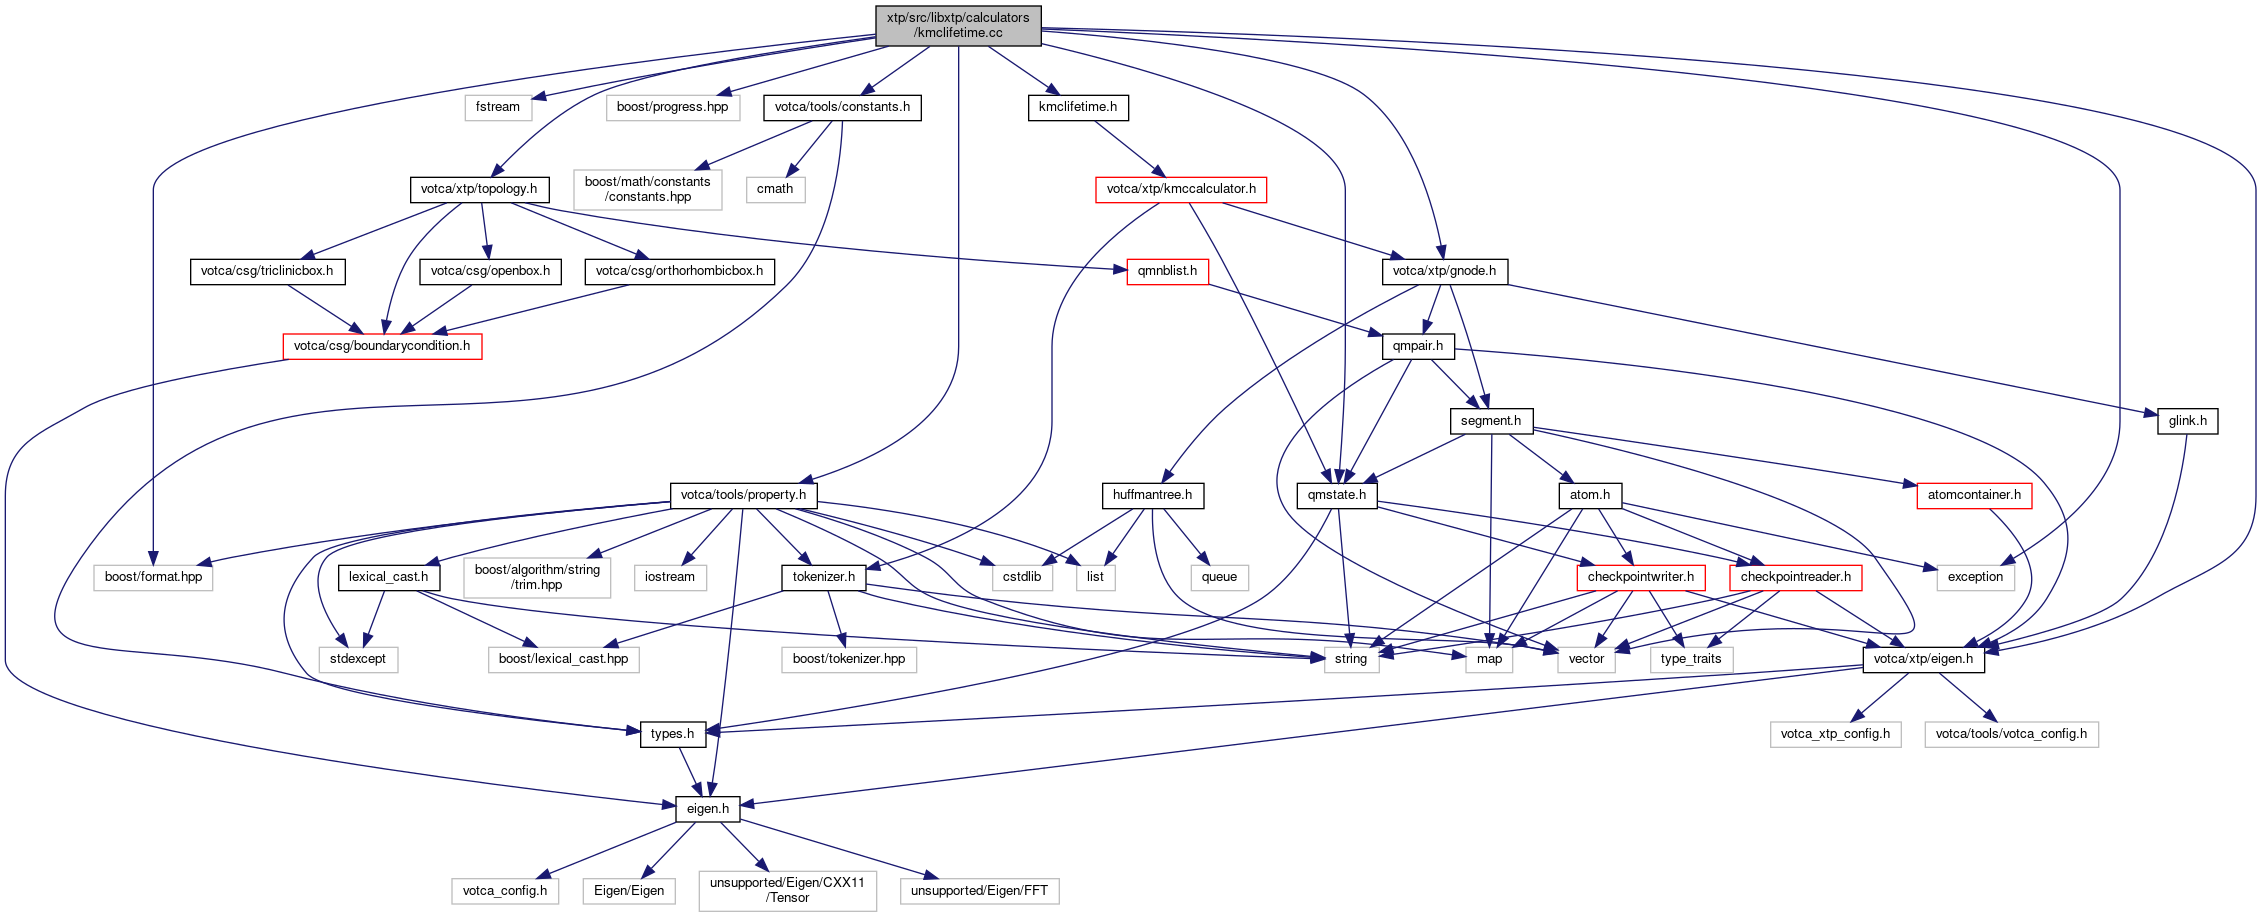 xtp/src/libxtp/calculators
/kmclifetime.cc
fstream
boost/progress.hpp
votca/tools/constants.h
kmclifetime.h
boost/math/constants
/constants.hpp
cmath
votca/xtp/topology.h
votca/xtp/kmccalculator.h
votca/csg/triclinicbox.h
votca/csg/openbox.h
votca/csg/orthorhombicbox.h
qmnblist.h
votca/xtp/gnode.h
votca/csg/boundarycondition.h
qmpair.h
segment.h
glink.h
votca/tools/property.h
huffmantree.h
qmstate.h
atom.h
atomcontainer.h
boost/format.hpp
lexical_cast.h
boost/algorithm/string
/trim.hpp
iostream
tokenizer.h
cstdlib
list
queue
checkpointwriter.h
checkpointreader.h
exception
stdexcept
boost/lexical_cast.hpp
boost/tokenizer.hpp
string
map
vector
type_traits
votca/xtp/eigen.h
types.h
votca_xtp_config.h
votca/tools/votca_config.h
eigen.h
votca_config.h
Eigen/Eigen
unsupported/Eigen/CXX11
/Tensor
unsupported/Eigen/FFT